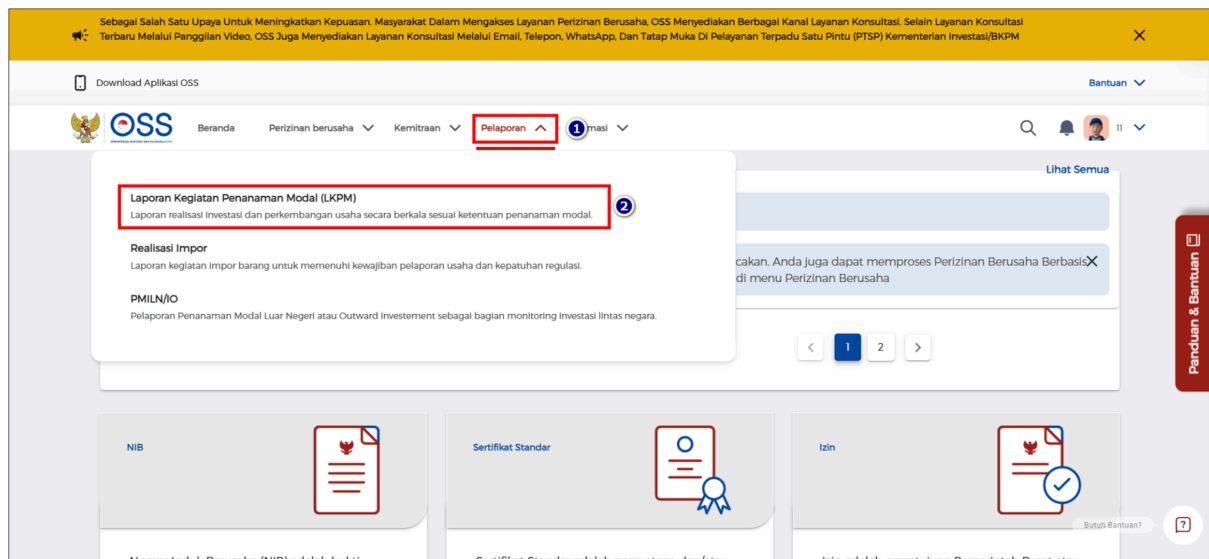 Sebagai Salah Satu Upaya Untuk Meningkatkan Kepuasan. Masyarakat Dalam Mengakses Layanan Perizinan Berusaha, OSS Menyediakan Berbagai Kanal Layanan Konsultasi. Selain Layanan Konsultasi
Terbaru Melalui Panggilan Video, OSS Juga Menyediakan Layanan Konsultasi Melalui Email, Telepon, WhatsApp, Dan Tatap Muka Di Pelayanan Terpadu Satu Pintu (PTSP) Kementerian Investasi/BKPM
Download Aplikasi OSS
Bantuan
OSS
Beranda
Perizinan berusaha
Kemitraan
Pelaporan
1
masi
11
Lihat Semua
Laporan Kegiatan Penanaman Modal (LKPM)
Laporan realisasi investasi dan perkembangan usaha secara berkala sesuai ketentuan penanaman modal.
2
Realisasi Impor
Laporan kegiatan impor barang untuk memenuhi kewajiban pelaporan usaha dan kepatuhan regulasi.
PMILN/IO
Pelaporan Penanaman Modal Luar Negeri atau Outward Investement sebagai bagian monitoring investasi lintas negara.
cakan. Anda juga dapat memproses Perizinan Berusaha Berbasis
di menu Perizinan Berusaha
< 1 2 >
Panduan & Bantuan
NIB
Sertifikat Standar
Izin
Butuh Bantuan?